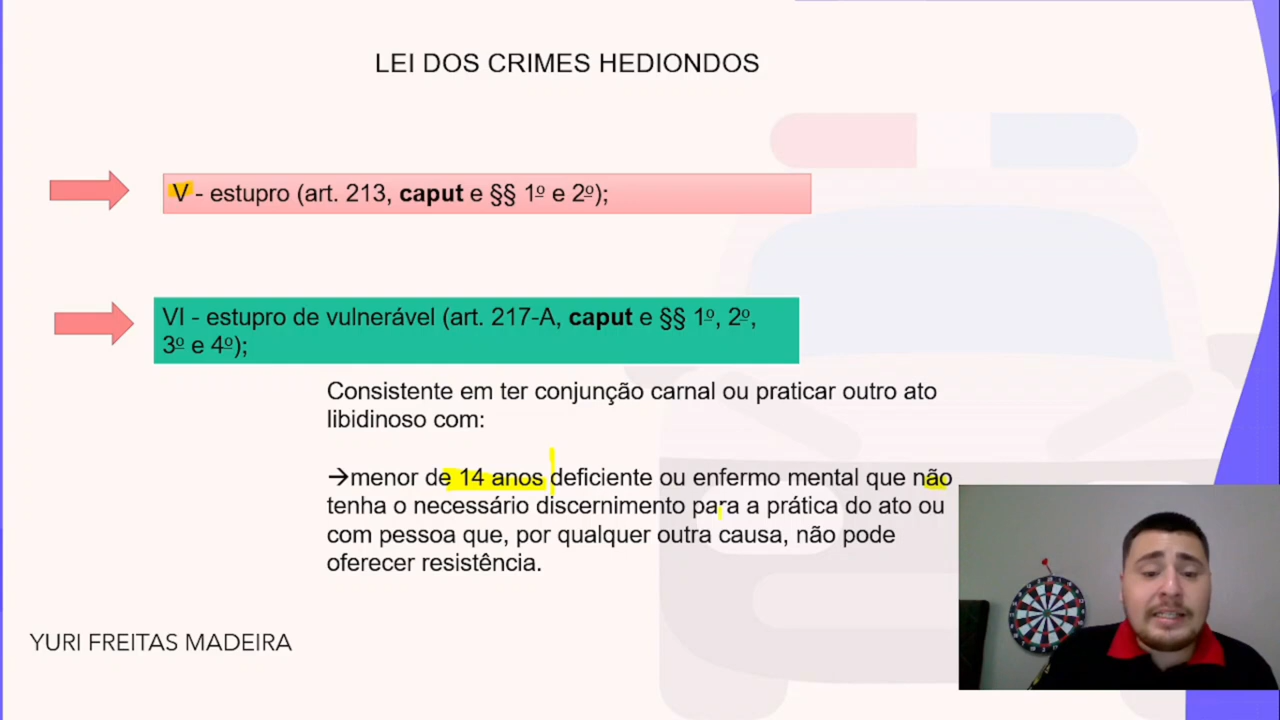 LEI DOS CRIMES HEDIONDOS
V - estupro (art. 213, caput e §§ 1º e 2º);
VI - estupro de vulnerável (art. 217-A, caput e §§ 1º, 2º,
3º e 4º);
Consistente em ter conjunção carnal ou praticar outro ato
libidinoso com:
→menor de 14 anos deficiente ou enfermo mental que não
tenha o necessário discernimento para a prática do ato ou
com pessoa que, por qualquer outra causa, não pode
oferecer resistência.
YURI FREITAS MADEIRA